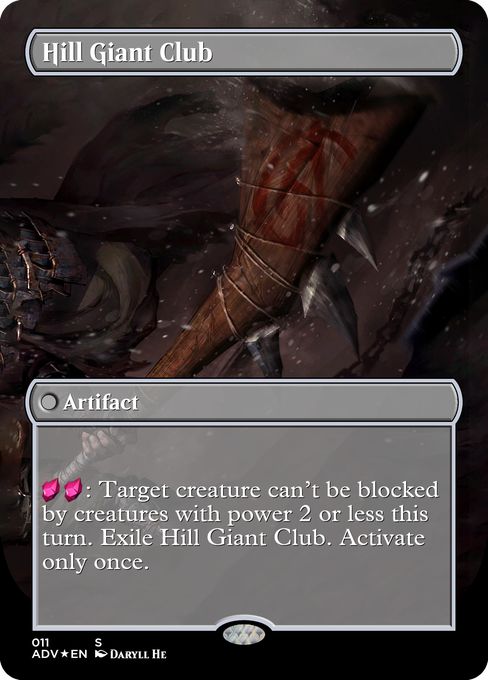 Hill Giant Club
Artifact
: Target creature can't be blocked
by creatures with power 2 or less this
turn. Exile Hill Giant Club. Activate
only once.
011 S
ADV★EN Daryll He